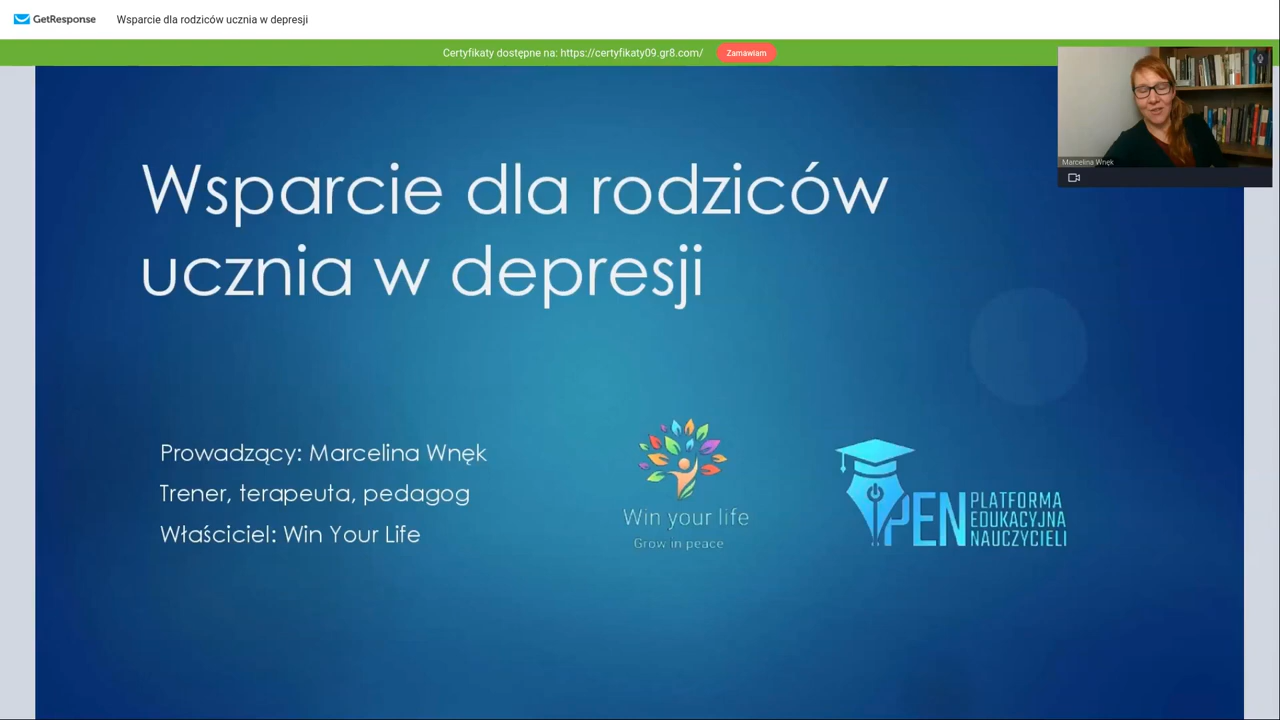 GetResponse
Wsparcie dla rodziców ucznia w depresji
Certyfikaty dostępne na: https://certyfikaty09.gr8.com/
Zamawiam
Marcelina Wnęk
Wsparcie dla rodziców
ucznia w depresji
Prowadzący: Marcelina Wnęk
Trener, terapeuta, pedagog
Właściciel: Win Your Life
Win your life
Grow in peace
PEN
PLATFORMA
EDUKACYJNA
NAUCZYCIELI